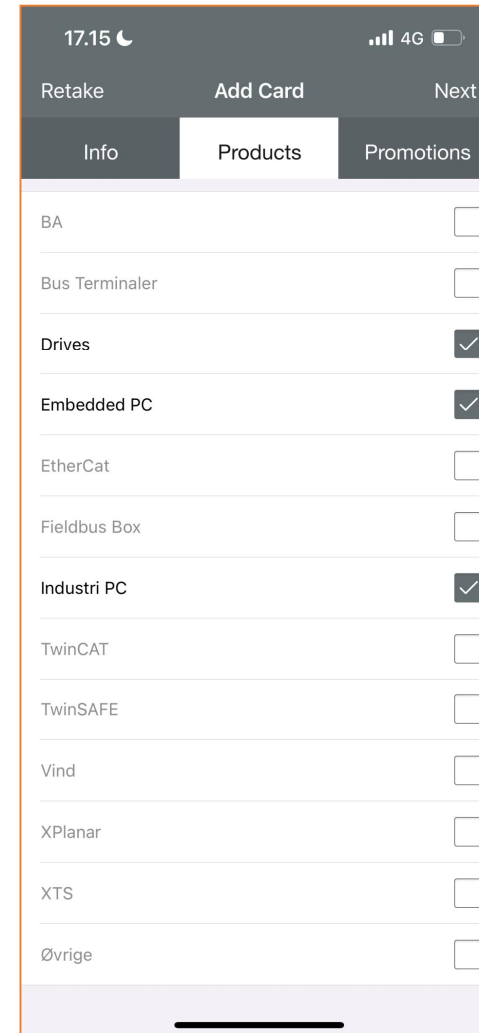 17.15
4G
Retake Add Card Next
Info Products Promotions
BA
Bus Terminaler
Drives
Embedded PC
EtherCat
Fieldbus Box
Industri PC
TwinCAT
TwinSAFE
Vind
XPlanar
XTS
Øvrige